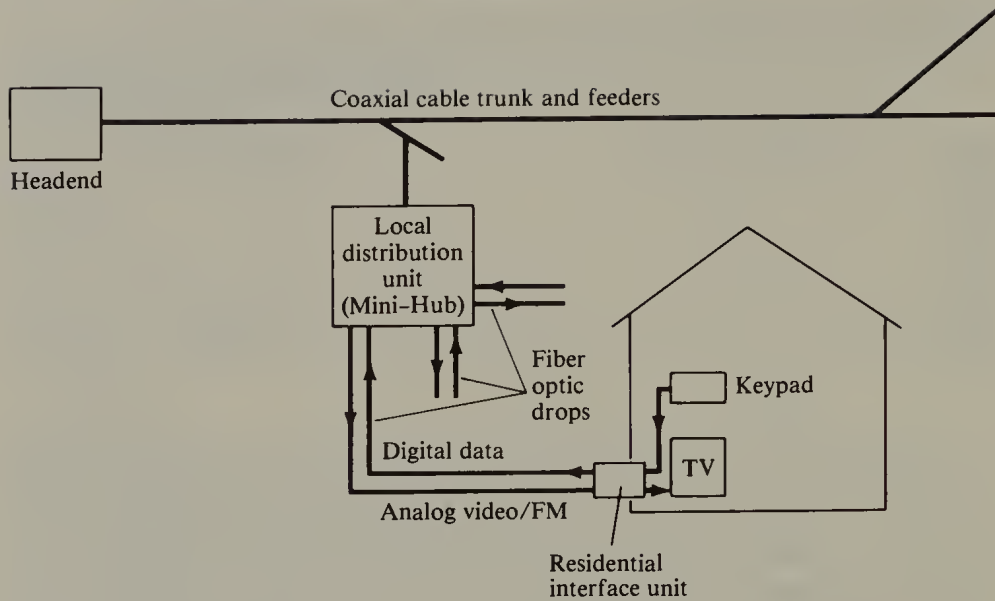 Coaxial cable trunk and feeders
Headend
Local
distribution
unit
(Mini-Hub)
Fiber
optic
drops
Keypad
TV
Digital data
Analog video/FM
Residential
interface unit